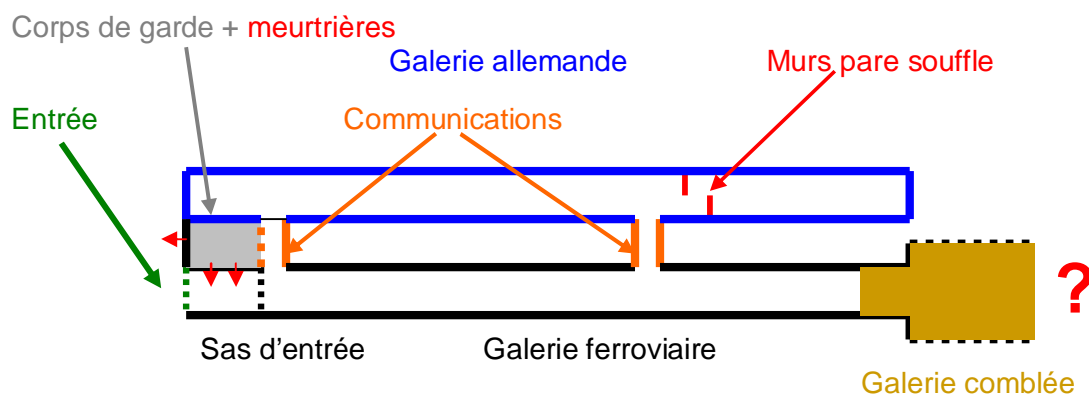 Corps de garde + meurtrières
Galerie allemande
Murs pare souffle
Entrée
Communications
?
Sas d'entrée
Galerie ferroviaire
Galerie comblée